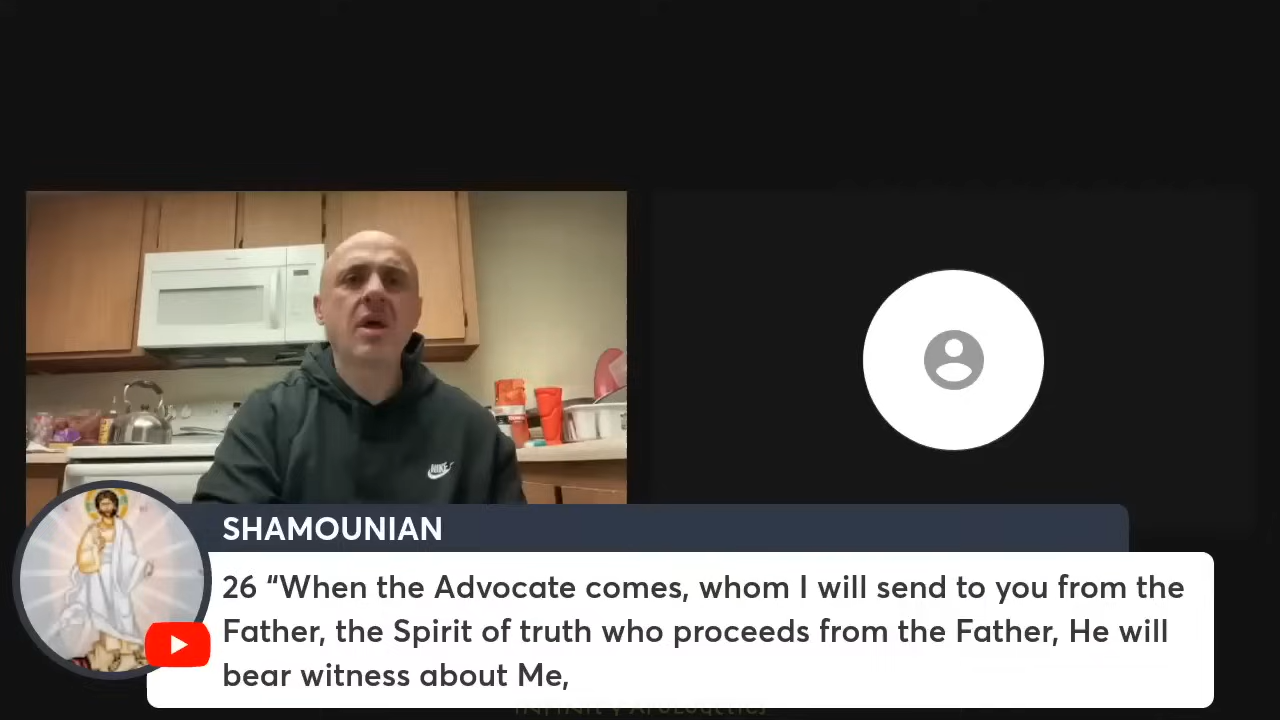 NIKE
SHAMOUNIAN
26 “When the Advocate comes, whom I will send to you from the
Father, the Spirit of truth who proceeds from the Father, He will
bear witness about Me,